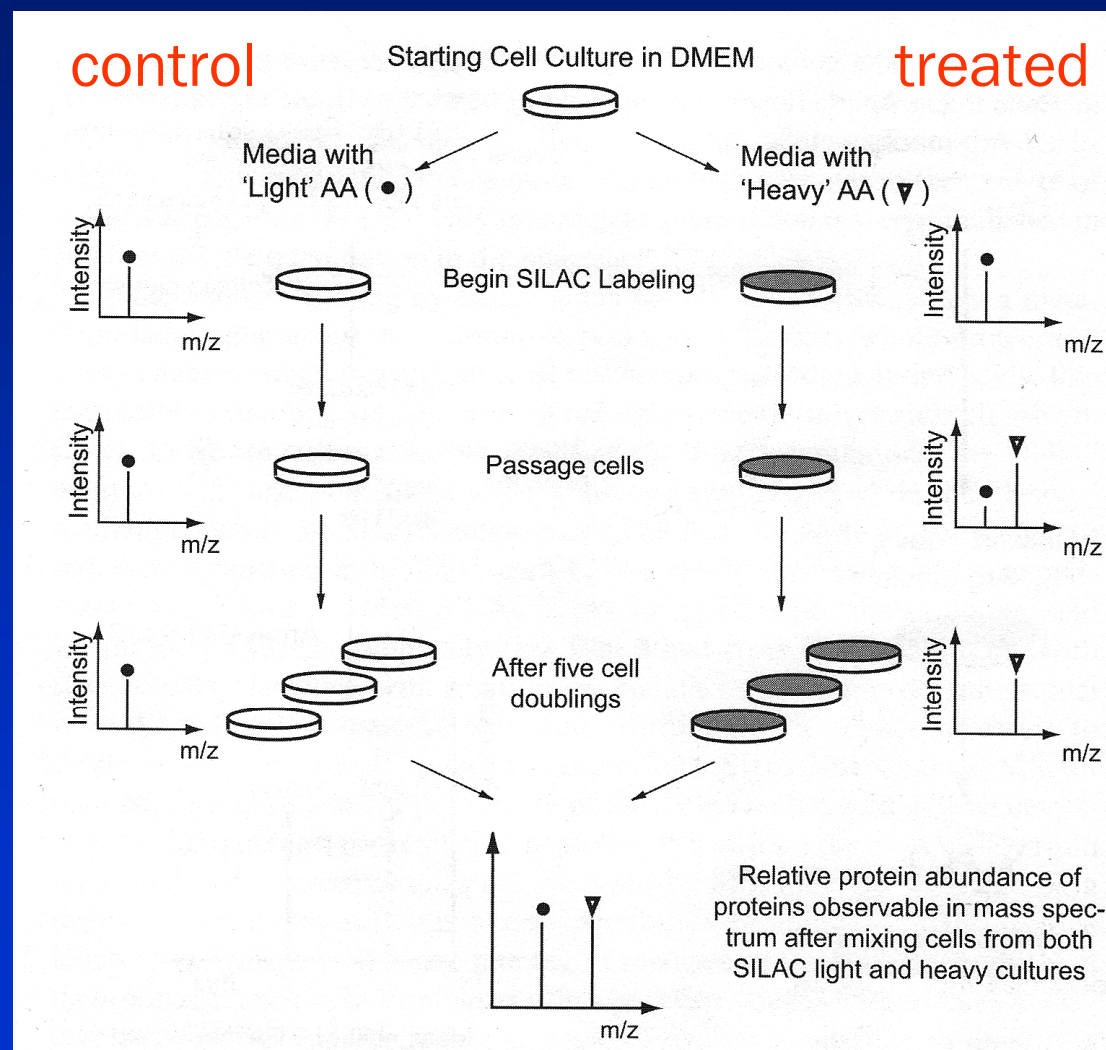 control
Starting Cell Culture in DMEM
treated
Media with
'Light' AA ( )
Media with
'Heavy' AA ( )
Intensity
m/z
Begin SILAC Labeling
Intensity
m/z
Intensity
m/z
Passage cells
Intensity
m/z
Intensity
m/z
After five cell
doublings
Intensity
m/z
m/z
Relative protein abundance of
proteins observable in mass spec-
trum after mixing cells from both
SILAC light and heavy cultures